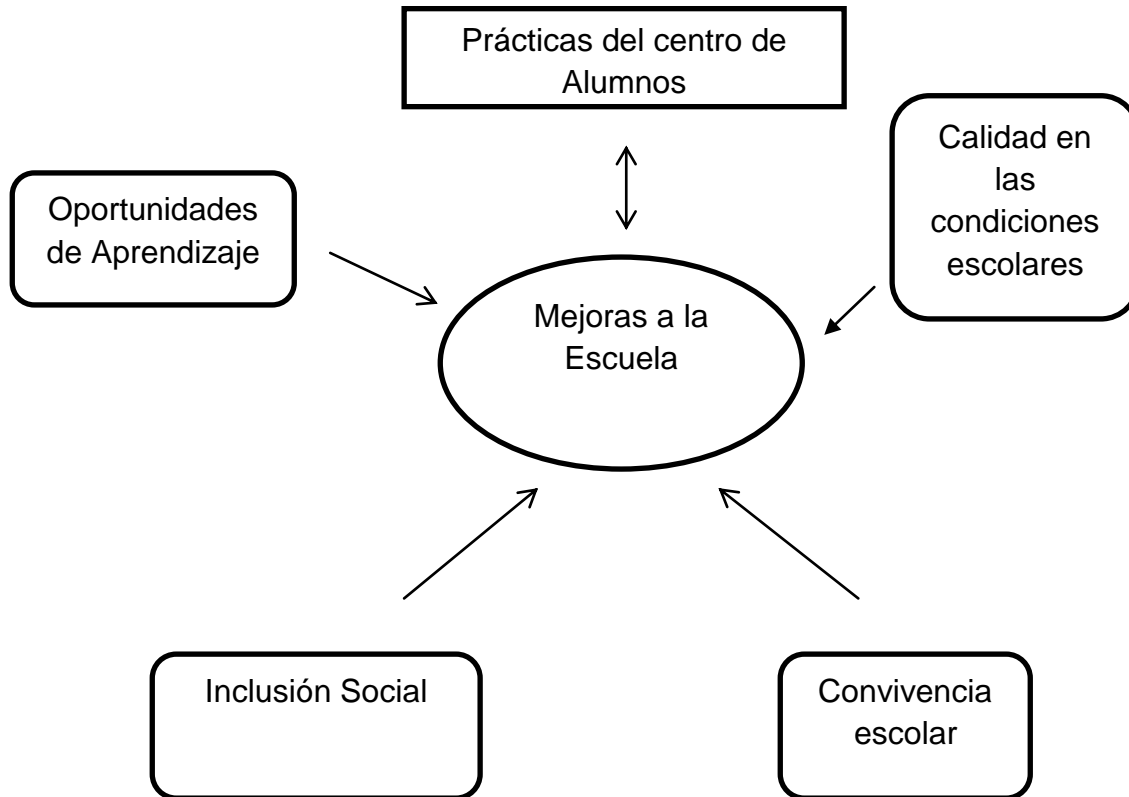 Prácticas del centro de
Alumnos
Calidad en
las
condiciones
escolares
Oportunidades
de Aprendizaje
Mejoras a la
Escuela
Inclusión Social
Convivencia
escolar